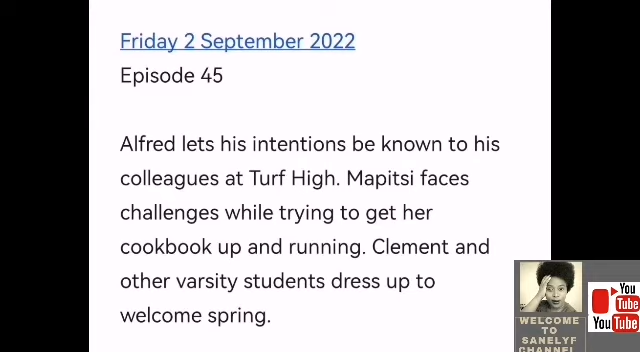 Friday 2 September 2022
Episode 45
Alfred lets his intentions be known to his
colleagues at Turf High. Mapitsi faces
challenges while trying to get her
cookbook up and running. Clement and
other varsity students dress up to
welcome spring.
You
Tube
YouTube
WELCOME
TO
SANELYF
CHANNEL